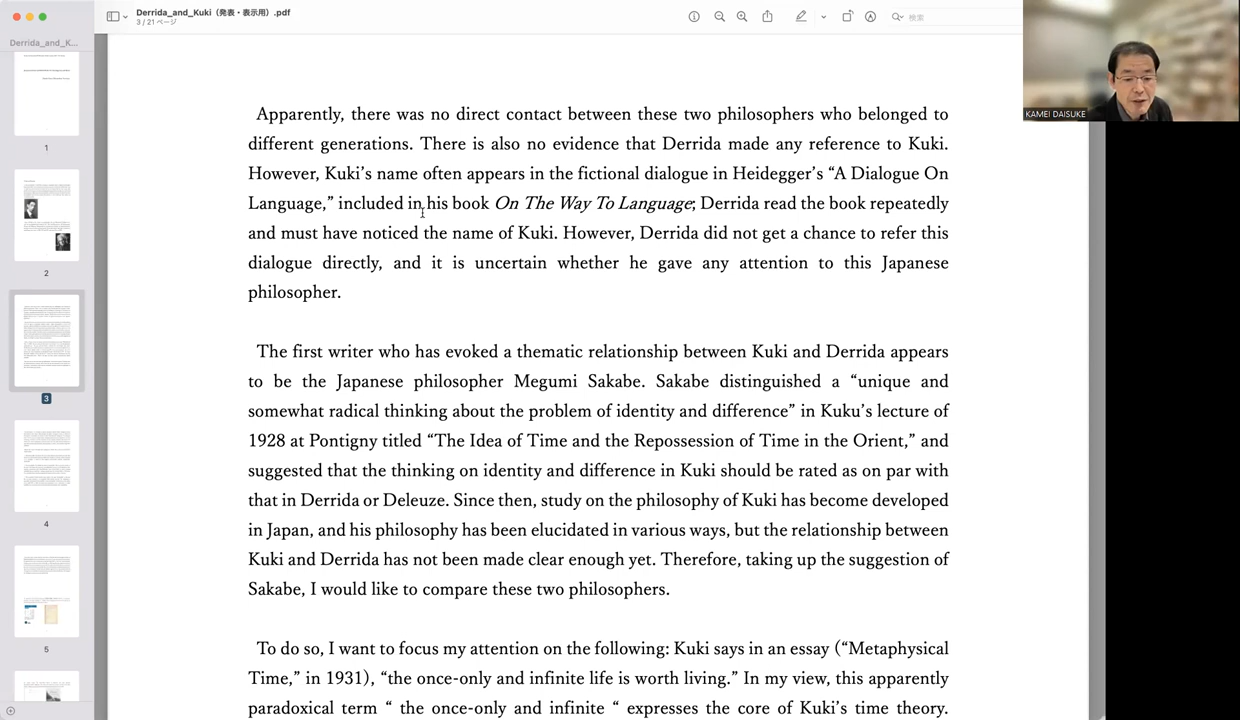 Derrida_and_Kuki（発表・表示用）.pdf
3 / 21 ページ
検索
Derrida_and_K...
1
2
3
4
5
KAMEI DAISUKE
Apparently, there was no direct contact between these two philosophers who belonged to
different generations. There is also no evidence that Derrida made any reference to Kuki.
However, Kuki’s name often appears in the fictional dialogue in Heidegger’s “A Dialogue On
Language,” included in his book On The Way To Language; Derrida read the book repeatedly
and must have noticed the name of Kuki. However, Derrida did not get a chance to refer this
dialogue directly, and it is uncertain whether he gave any attention to this Japanese
philosopher.
The first writer who has evoked a thematic relationship between Kuki and Derrida appears
to be the Japanese philosopher Megumi Sakabe. Sakabe distinguished a “unique and
somewhat radical thinking about the problem of identity and difference” in Kuku’s lecture of
1928 at Pontigny titled “The Idea of Time and the Repossession of Time in the Orient,” and
suggested that the thinking on identity and difference in Kuki should be rated as on par with
that in Derrida or Deleuze. Since then, study on the philosophy of Kuki has become developed
in Japan, and his philosophy has been elucidated in various ways, but the relationship between
Kuki and Derrida has not been made clear enough yet. Therefore, taking up the suggestion of
Sakabe, I would like to compare these two philosophers.
To do so, I want to focus my attention on the following: Kuki says in an essay (“Metaphysical
Time,” in 1931), “the once-only and infinite life is worth living.” In my view, this apparently
paradoxical term “ the once-only and infinite “ expresses the core of Kuki’s time theory.